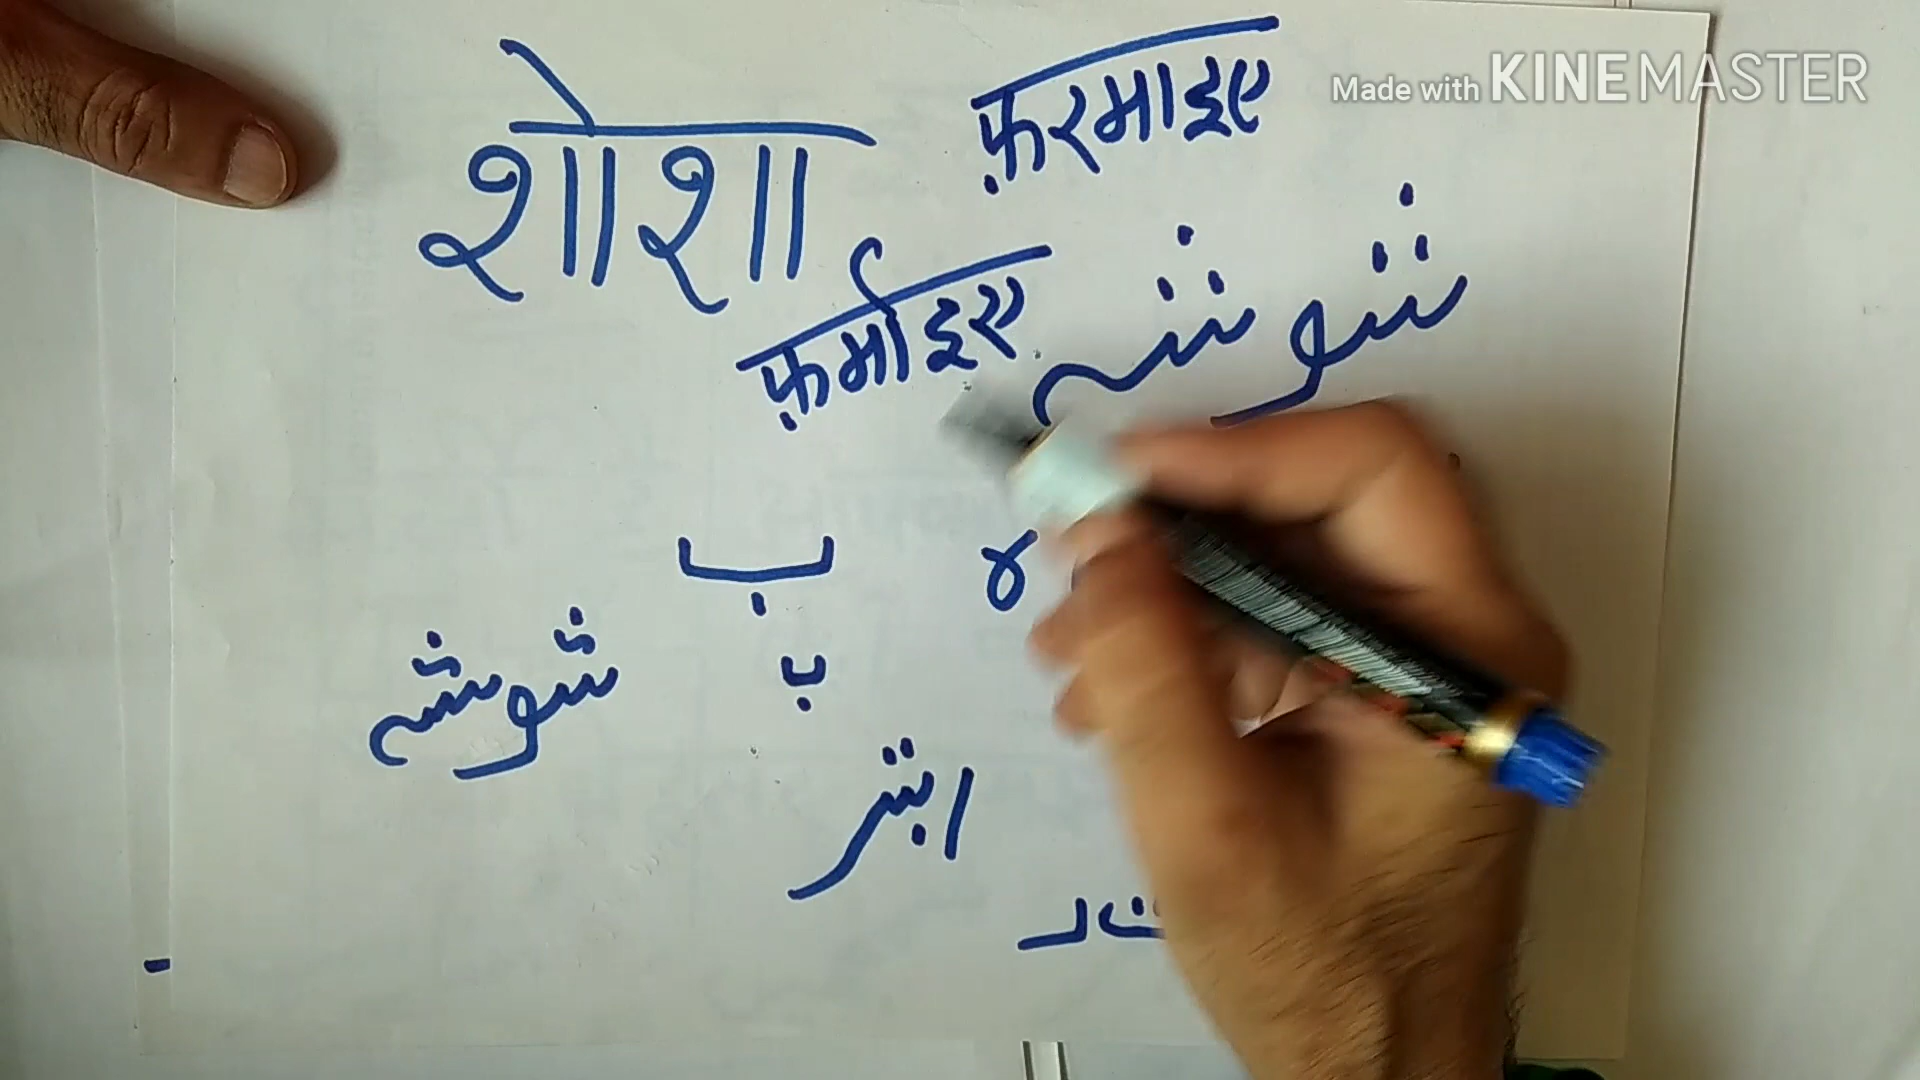 Made with KINEMASTER
फ़रमाइए
शोशा
फ़र्माइए
شوشہ
ب
شوشہ
ب
ابتر